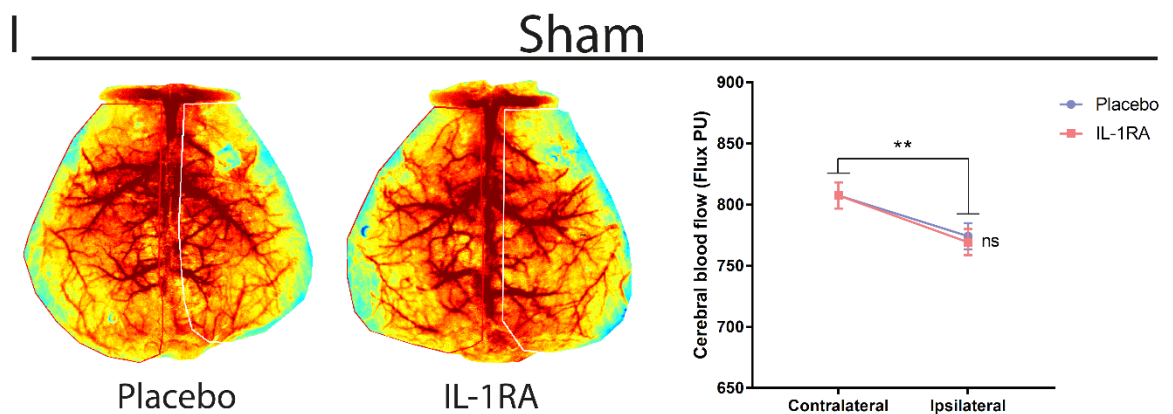 I
Sham
Placebo
IL-1RA
Cerebral blood flow (Flux PU)
900
850
800
750
700
650
**
ns
Contralateral
Ipsilateral
Placebo
IL-1RA